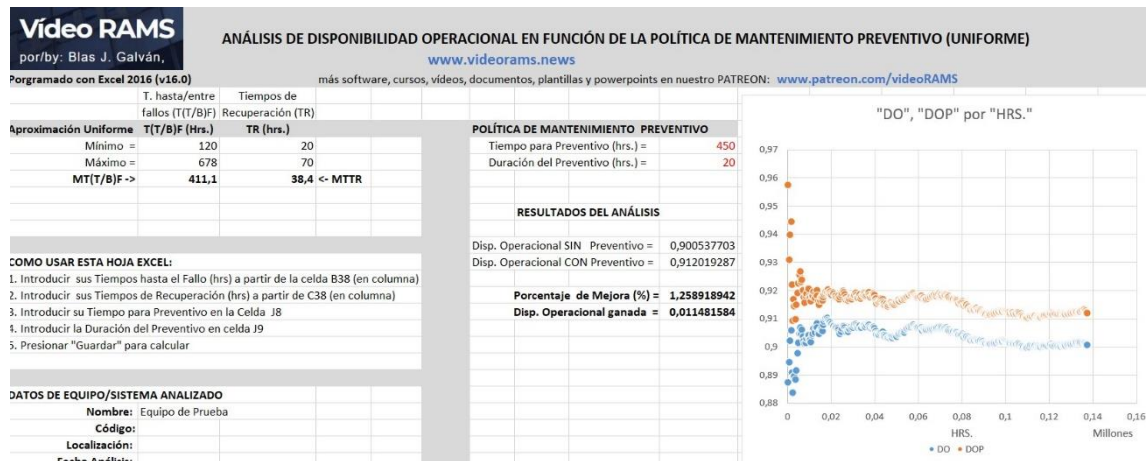 Vídeo RAMS
por/by: Blas J. Galván,
ANÁLISIS DE DISPONIBILIDAD OPERACIONAL EN FUNCIÓN DE LA POLÍTICA DE MANTENIMIENTO PREVENTIVO (UNIFORME)
www.videorams.news
Porgramado con Excel 2016 (v16.0)
más software, cursos, vídeos, documentos, plantillas y powerpoints en nuestro PATREON: www.patreon.com/videoRAMS
T. hasta/entre Tiempos de
fallos (T(T/B)F) Recuperación (TR)
Aproximación Uniforme T(T/B)F (Hrs.) TR (hrs.)
Mínimo = 120 20
Máximo = 678 70
MT(T/B)F -> 411,1 38,4 <- MTTR
COMO USAR ESTA HOJA EXCEL:
1. Introducir sus Tiempos hasta el Fallo (hrs) a partir de la celda B38 (en columna)
2. Introducir sus Tiempos de Recuperación (hrs) a partir de C38 (en columna)
3. Introducir su Tiempo para Preventivo en la Celda J8
4. Introducir la Duración del Preventivo en celda J9
5. Presionar "Guardar" para calcular
DATOS DE EQUIPO/SISTEMA ANALIZADO
Nombre: Equipo de Prueba
Código:
Localización:
Fecha Análisis:
POLÍTICA DE MANTENIMIENTO PREVENTIVO
Tiempo para Preventivo (hrs.) = 450
Duración del Preventivo (hrs.) = 20
RESULTADOS DEL ANÁLISIS
Disp. Operacional SIN Preventivo = 0,900537703
Disp. Operacional CON Preventivo = 0,912019287
Porcentaje de Mejora (%) = 1,258918942
Disp. Operacional ganada = 0,011481584
"DO", "DOP" por "HRS."
0,97
0,96
0,95
0,94
0,93
0,92
0,91
0,9
0,89
0,88
0 0,02 0,04 0,06 0,08 0,1 0,12 0,14 0,16
HRS. Millones
DO DOP